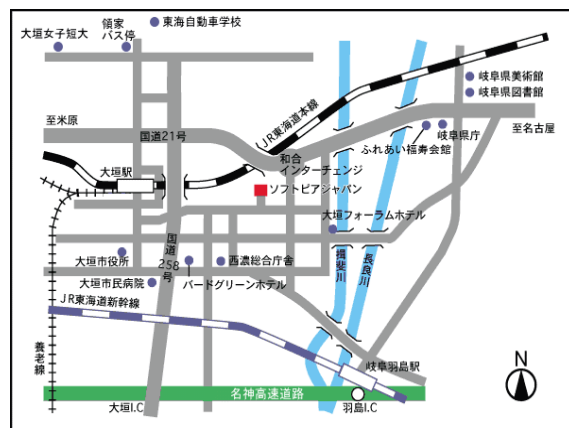 東海自動車学校
領家
バス停
大垣女子短大
岐阜県美術館
岐阜県図書館
JR東海道本線
至米原
国道21号
至名古屋
岐阜県庁
ふれあい福寿会館
和合
インターチェンジ
大垣駅
ソフトピアジャパン
大垣フォーラムホテル
国道
258号
揖斐川
長良川
大垣市役所
西濃総合庁舎
大垣市民病院
バードグリーンホテル
JR東海道新幹線
養老線
岐阜羽島駅
N
名神高速道路
大垣I.C
羽島I.C